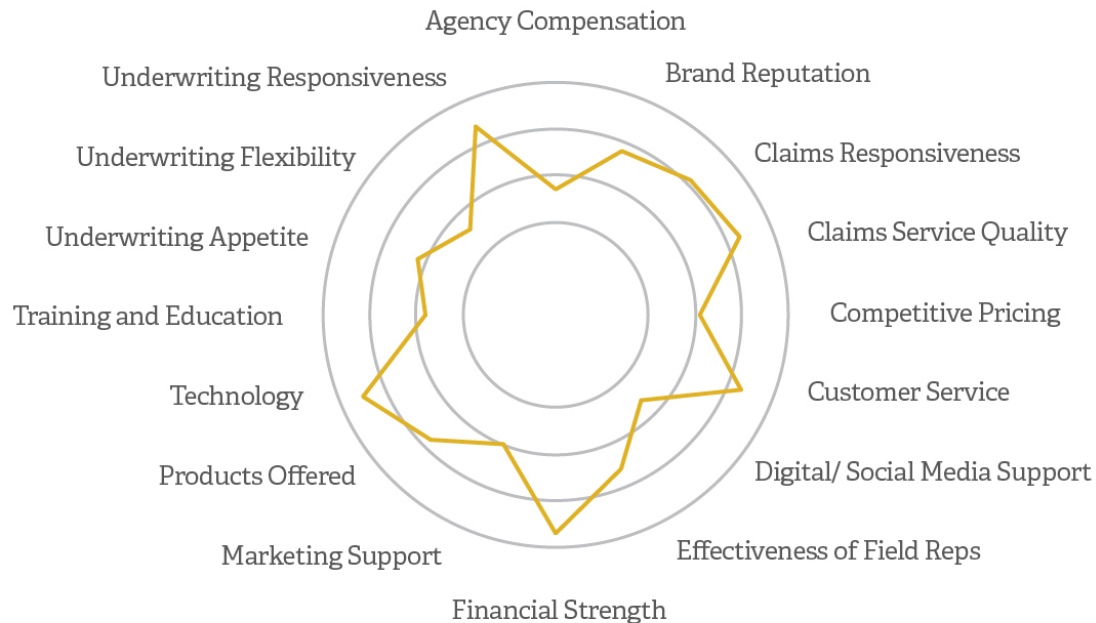 Agency Compensation
Brand Reputation
Claims Responsiveness
Claims Service Quality
Competitive Pricing
Customer Service
Digital/ Social Media Support
Effectiveness of Field Reps
Financial Strength
Marketing Support
Products Offered
Technology
Training and Education
Underwriting Appetite
Underwriting Flexibility
Underwriting Responsiveness